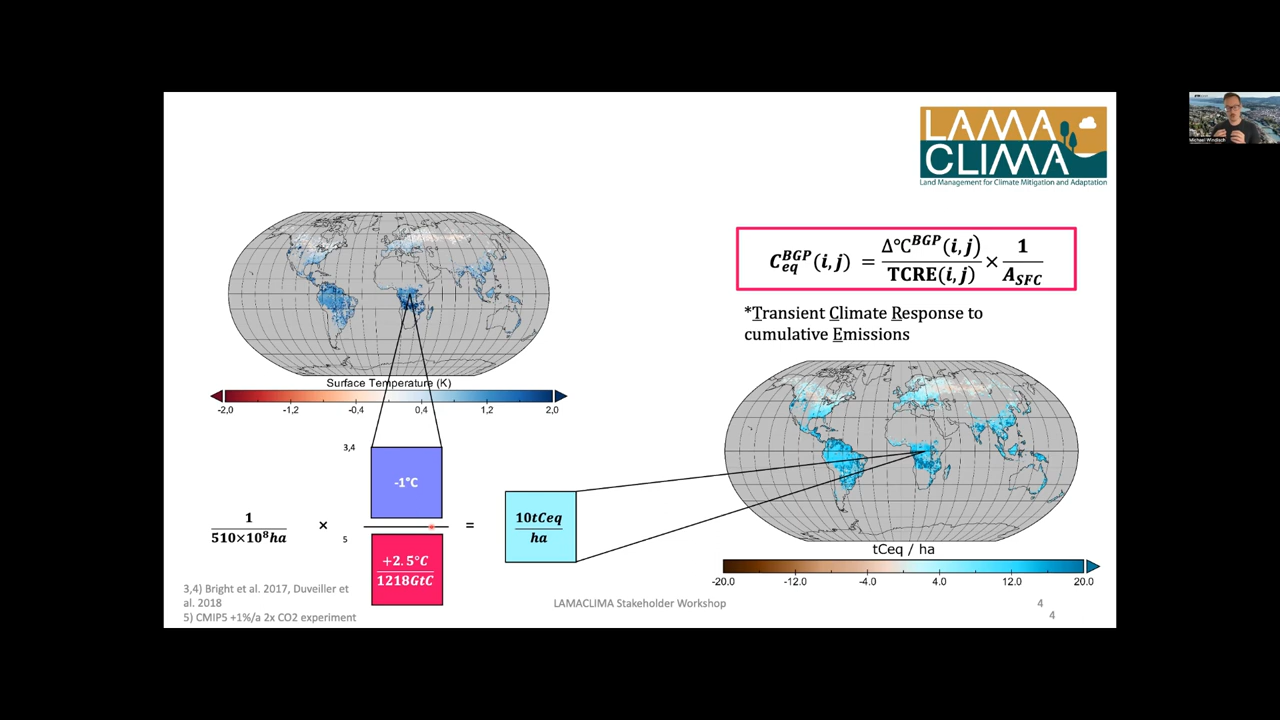 LAMA
CLIMA
Land Management for Climate Mitigation and Adaptation
Michael Windisch
C_eq^BGP(i,j) = Δ°C^BGP(i,j) / TCRE(i,j) × 1 / A_SFC
*Transient Climate Response to
cumulative Emissions
Surface Temperature (K)
-2,0 -1,2 -0,4 0,4 1,2 2,0
3,4
-1°C
1 / 510×10⁸ha × = 10tCeq / ha
5
+2.5°C / 1218GtC
tCeq / ha
-20.0 -12.0 -4.0 4.0 12.0 20.0
3,4) Bright et al. 2017, Duveiller et
al. 2018
5) CMIP5 +1%/a 2x CO2 experiment
LAMACLIMA Stakeholder Workshop
4
4